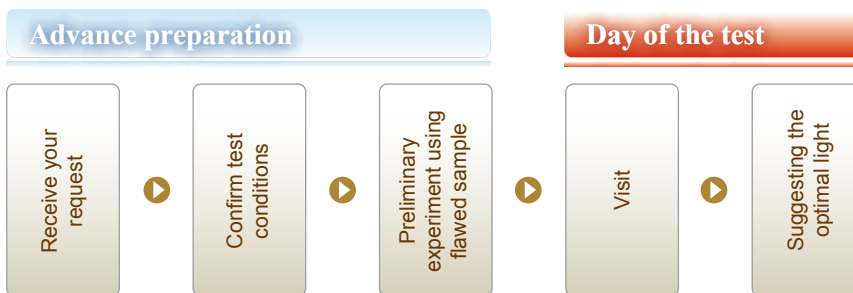 Advance preparation
Day of the test
Receive your
request
Confirm test
conditions
Preliminary
experiment using
flawed sample
Visit
Suggesting the
optimal light